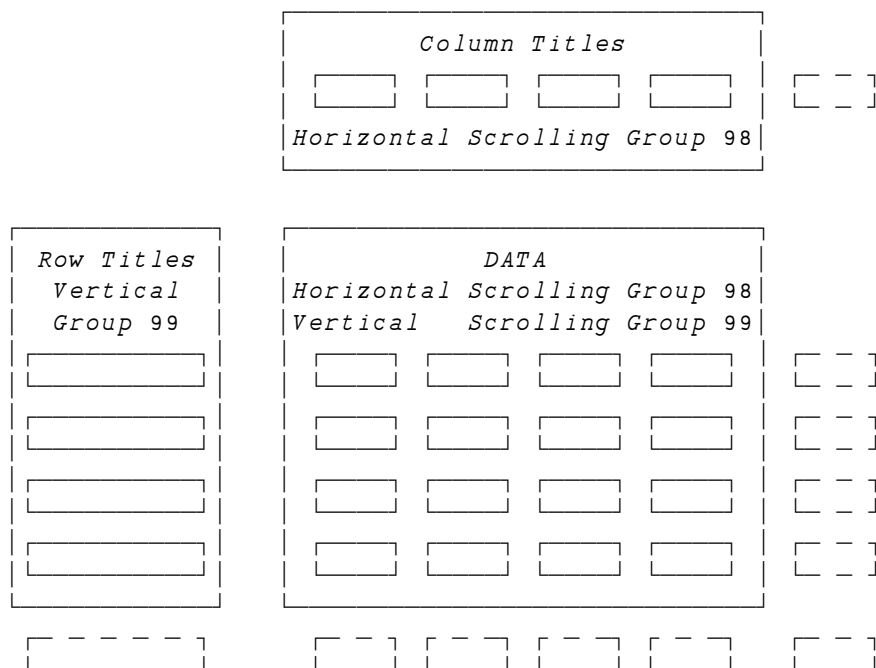 Column Titles
Horizontal Scrolling Group 98
Row Titles
Vertical
Group 99
DATA
Horizontal Scrolling Group 98
Vertical Scrolling Group 99